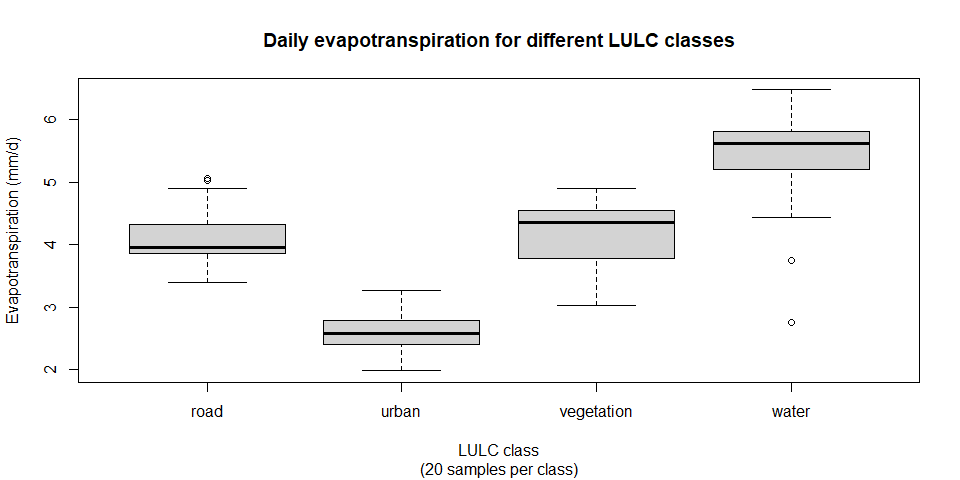 Daily evapotranspiration for different LULC classes
Evapotranspiration (mm/d)
6
5
4
3
2
road urban vegetation water
LULC class
(20 samples per class)